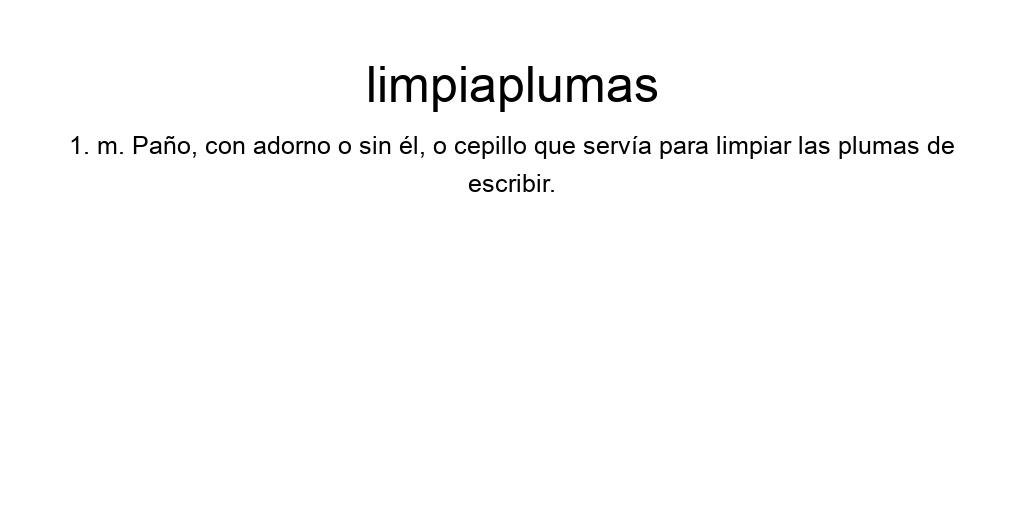 limpiaplumas
1. m. Paño, con adorno o sin él, o cepillo que servía para limpiar las plumas de
escribir.